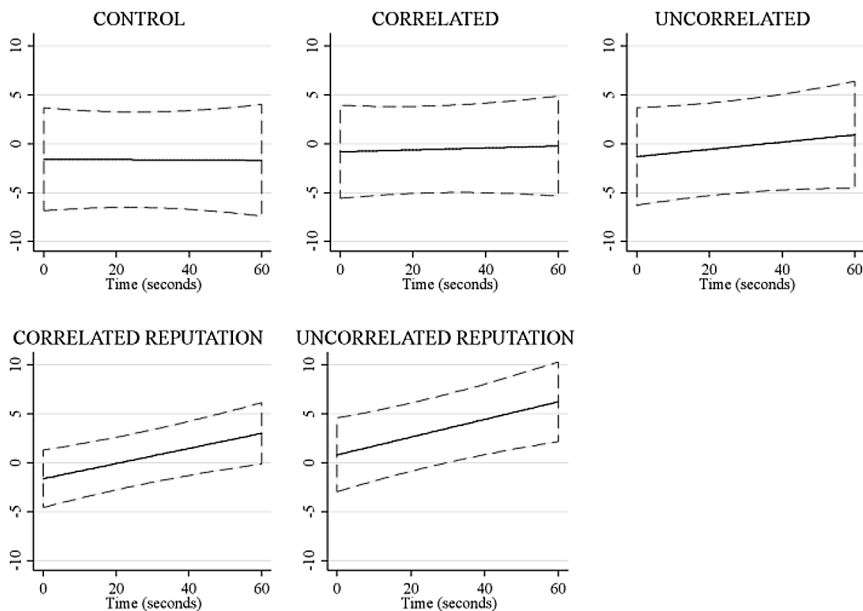 CONTROL CORRELATED UNCORRELATED
10 10 10
5 5 5
0 0 0
-5 -5 -5
-10 -10 -10
0 20 40 60 0 20 40 60 0 20 40 60
Time (seconds) Time (seconds) Time (seconds)
CORRELATED REPUTATION UNCORRELATED REPUTATION
10 10
5 5
0 0
-5 -5
-10 -10
0 20 40 60 0 20 40 60
Time (seconds) Time (seconds)